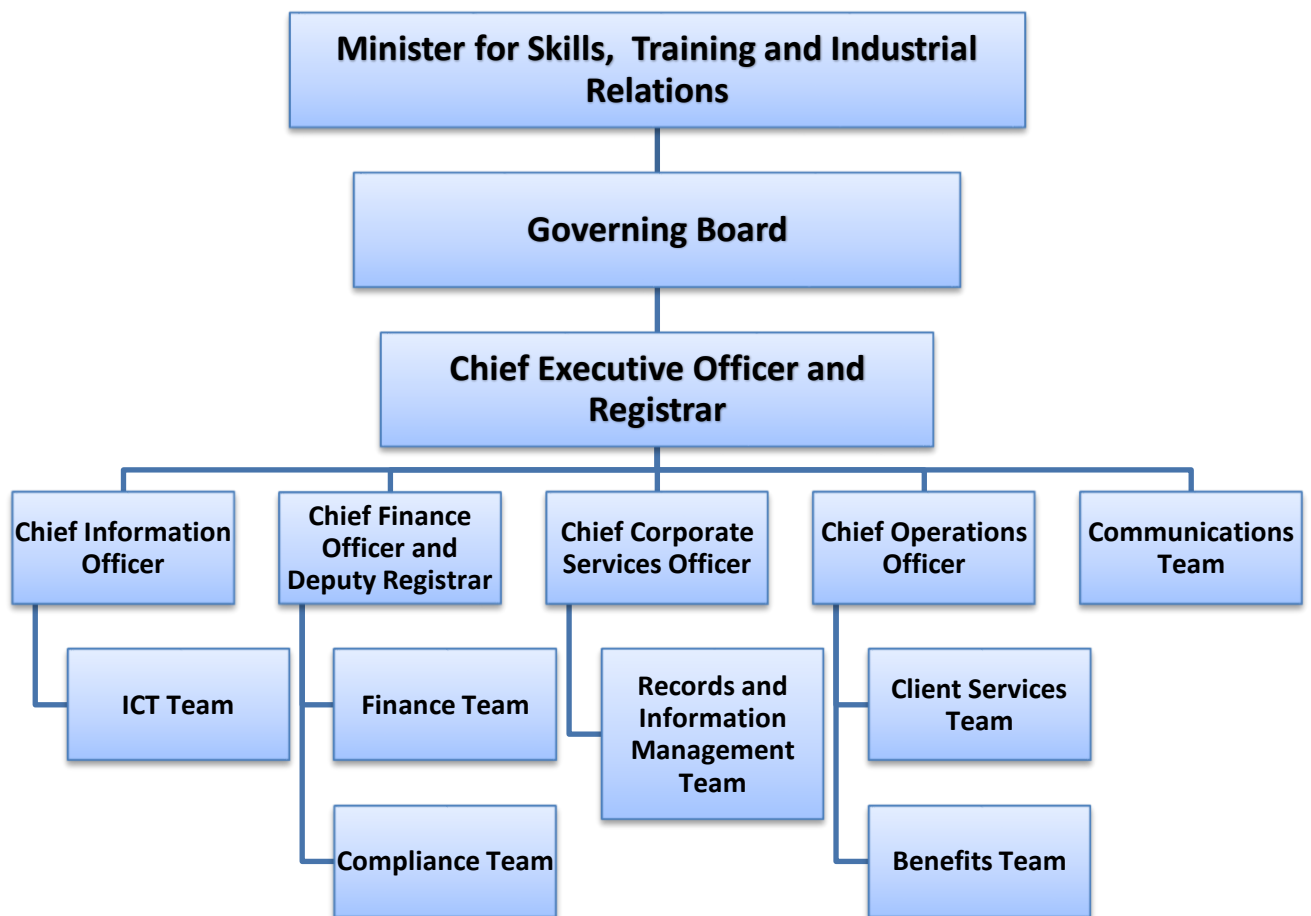 Minister for Skills,  Training and Industrial
Relations
Governing Board
Chief Executive Officer and
Registrar
Chief Information
Officer
Chief Finance
Officer and
Deputy Registrar
Chief Corporate
Services Officer
Chief Operations
Officer
Communications
Team
ICT Team
Finance Team
Records and
Information
Management
Team
Client Services
Team
Compliance Team
Benefits Team